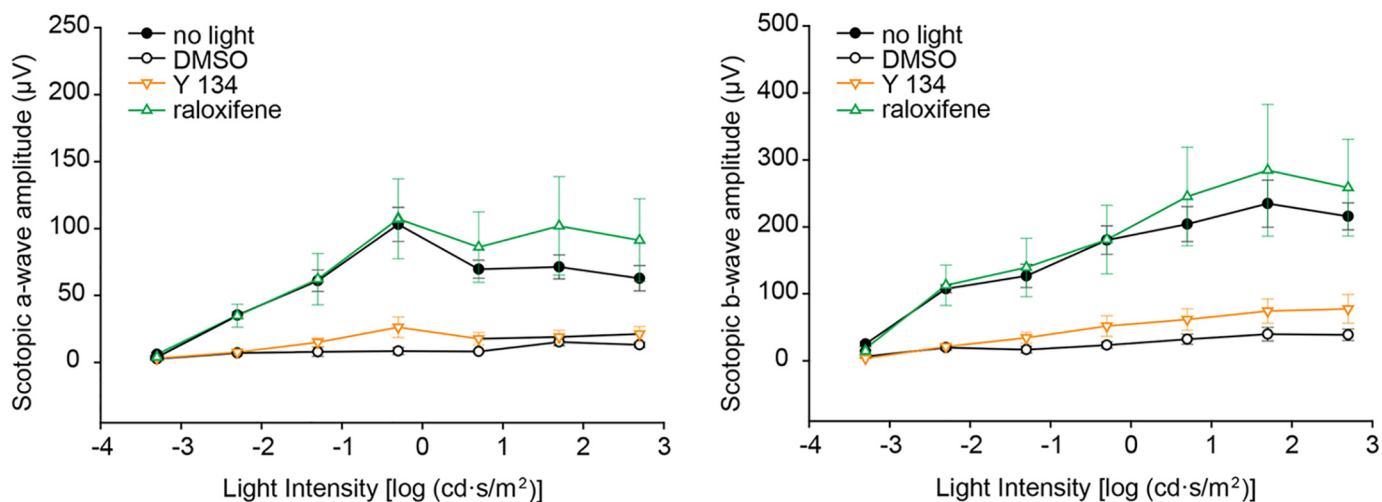 Scotopic a-wave amplitude (µV)
250
200
150
100
50
0
no light
DMSO
Y 134
raloxifene
-4 -3 -2 -1 0 1 2 3
Light Intensity [log (cd·s/m²)]
Scotopic b-wave amplitude (µV)
500
400
300
200
100
0
no light
DMSO
Y 134
raloxifene
-4 -3 -2 -1 0 1 2 3
Light Intensity [log (cd·s/m²)]